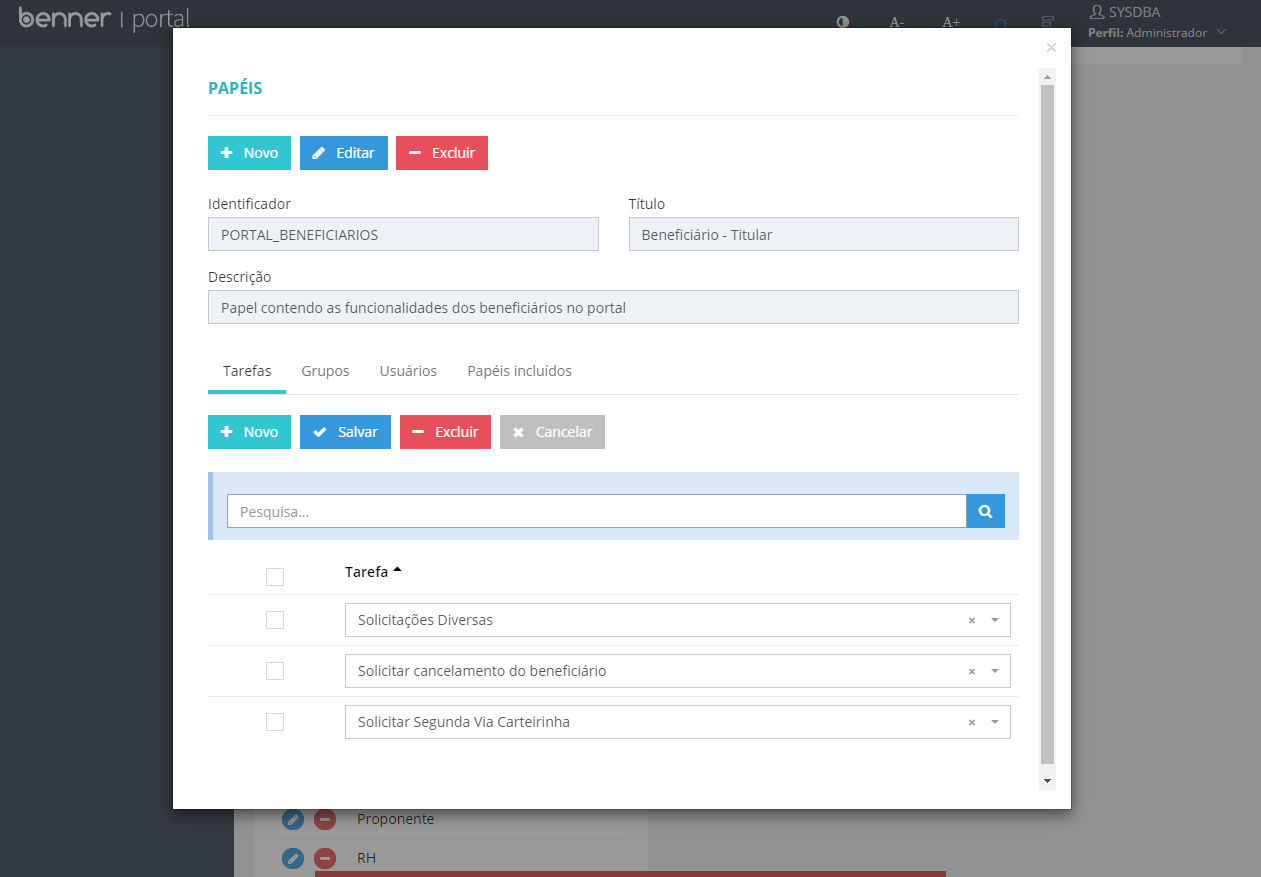 benner | portal
A- A+ SYSDBA
Perfil: Administrador
×
PAPÉIS
Novo Editar Excluir
Identificador Título
PORTAL_BENEFICIARIOS Beneficiário - Titular
Descrição
Papel contendo as funcionalidades dos beneficiários no portal
Tarefas Grupos Usuários Papéis incluídos
Novo Salvar Excluir Cancelar
Pesquisa...
Tarefa
Solicitações Diversas ×
Solicitar cancelamento do beneficiário ×
Solicitar Segunda Via Carteirinha ×
Proponente
RH